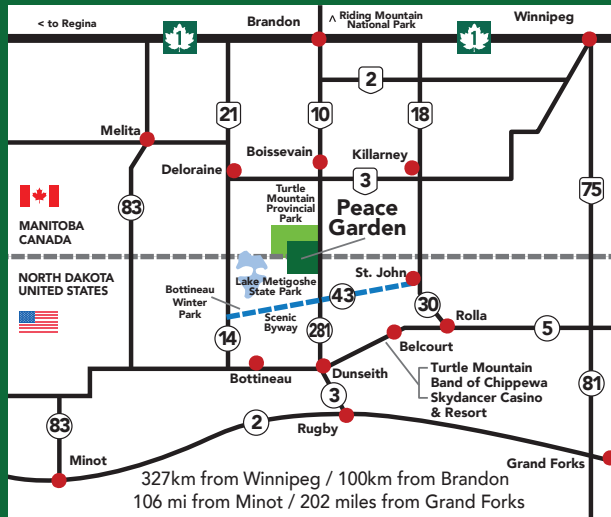 < to Regina
Brandon
^ Riding Mountain
National Park
Winnipeg
1
1
2
21
10
18
Melita
Boissevain
Killarney
Deloraine
3
75
83
Turtle
Mountain
Provincial
Park
Peace
Garden
MANITOBA
CANADA
NORTH DAKOTA
UNITED STATES
Lake Metigoshe
State Park
St. John
Bottineau
Winter
Park
43
Scenic
Byway
30
Rolla
14
281
5
Belcourt
Bottineau
Dunseith
Turtle Mountain
Band of Chippewa
Skydancer Casino
& Resort
81
3
83
2
Rugby
Minot
Grand Forks
327km from Winnipeg / 100km from Brandon
106 mi from Minot / 202 miles from Grand Forks